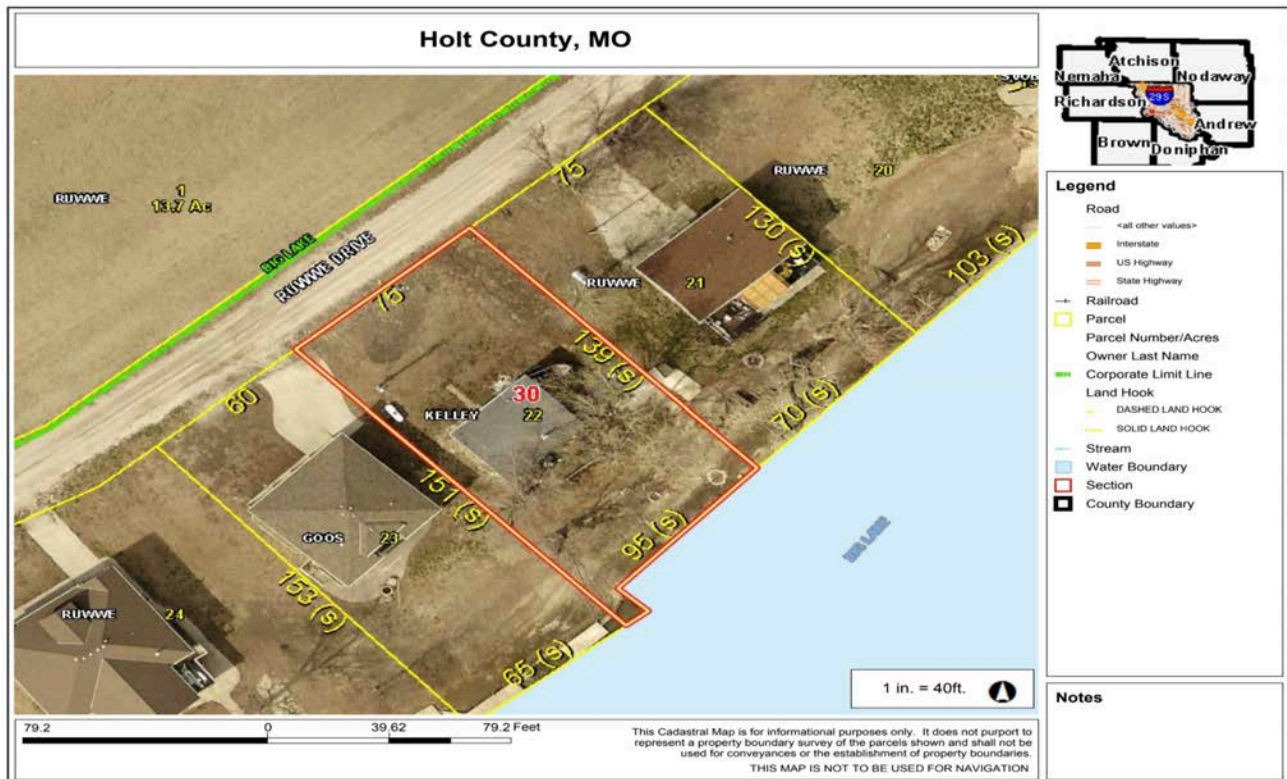 Holt County, MO
Atchison
Nemaha
Nodaway
Richardson
295
Andrew
Brown
Doniphan
RUWWE
1
13.7 Ac
BIG LAKE
RUWWE DRIVE
75
RUWWE
20
130 (s)
103 (s)
75
RUWWE
21
139 (s)
70 (s)
60
KELLEY
30
22
151 (s)
95 (s)
BIG LAKE
GOOS
23
153 (s)
65 (s)
RUWWE
24
1 in. = 40ft.
Legend
Road
<all other values>
Interstate
US Highway
State Highway
Railroad
Parcel
Parcel Number/Acres
Owner Last Name
Corporate Limit Line
Land Hook
DASHED LAND HOOK
SOLID LAND HOOK
Stream
Water Boundary
Section
County Boundary
Notes
79.2 0 39.62 79.2 Feet
This Cadastral Map is for informational purposes only. It does not purport to
represent a property boundary survey of the parcels shown and shall not be
used for conveyances or the establishment of property boundaries.
THIS MAP IS NOT TO BE USED FOR NAVIGATION